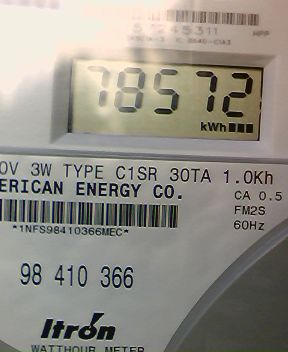 78572
kWh
0V 3W TYPE C1SR 30TA 1.0Kh
ERICAN ENERGY CO.
CA 0.5
FM2S
*1NFS98410366MEC*
60Hz
98 410 366
Itron
WATTHOUR METER